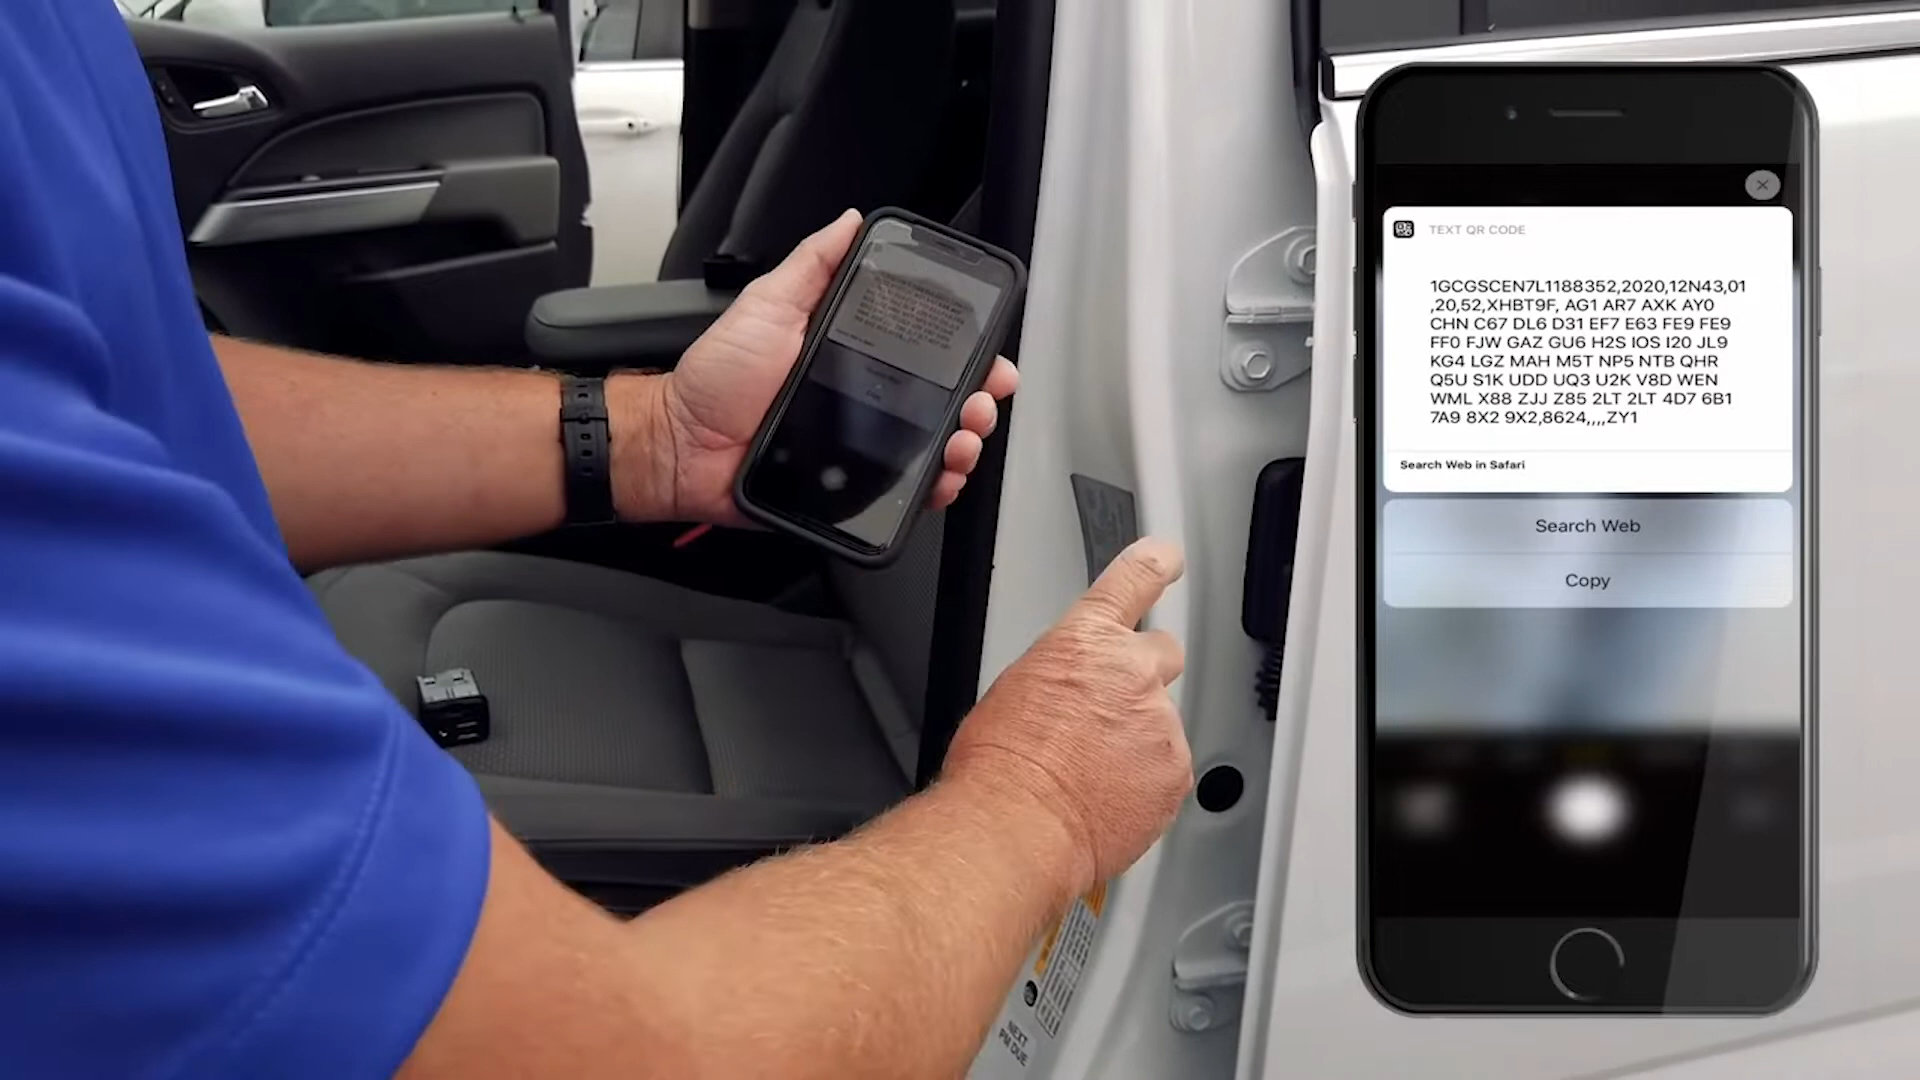 TEXT QR CODE
1GCGSCEN7L1188352,2020,12N43,01
,20,52,XHBT9F, AG1 AR7 AXK AY0
CHN C67 DL6 D31 EF7 E63 FE9 FE9
FF0 FJW GAZ GU6 H2S IOS I20 JL9
KG4 LGZ MAH M5T NP5 NTB QHR
Q5U S1K UDD UQ3 U2K V8D WEN
WML X88 ZJJ Z85 2LT 2LT 4D7 6B1
7A9 8X2 9X2,8624,,,,ZY1
Search Web in Safari
Search Web
Copy
NEXT
PM DUE